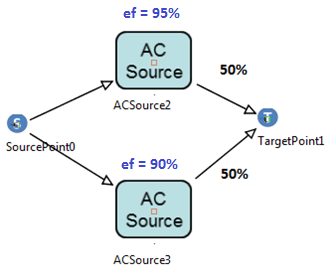 ef = 95%
AC
Source
50%
ACSource2
S
SourcePoint0
T
TargetPoint1
ef = 90%
50%
AC
Source
ACSource3